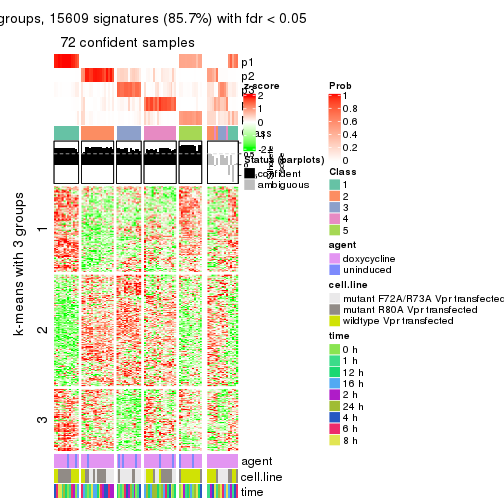 groups, 15609 signatures (85.7%) with fdr < 0.05
72 confident samples
p1
p2
z-score
2
1
0
-1
-2
Status (barplots)
confident
ambiguous
k-means with 3 groups
1
2
3
agent
cell.line
time
Prob
1
0.8
0.6
0.4
0.2
0
Class
1
2
3
4
5
agent
doxycycline
uninduced
cell.line
mutant F72A/R73A Vpr transfected
mutant R80A Vpr transfected
wildtype Vpr transfected
time
0 h
1 h
12 h
16 h
2 h
24 h
4 h
6 h
8 h